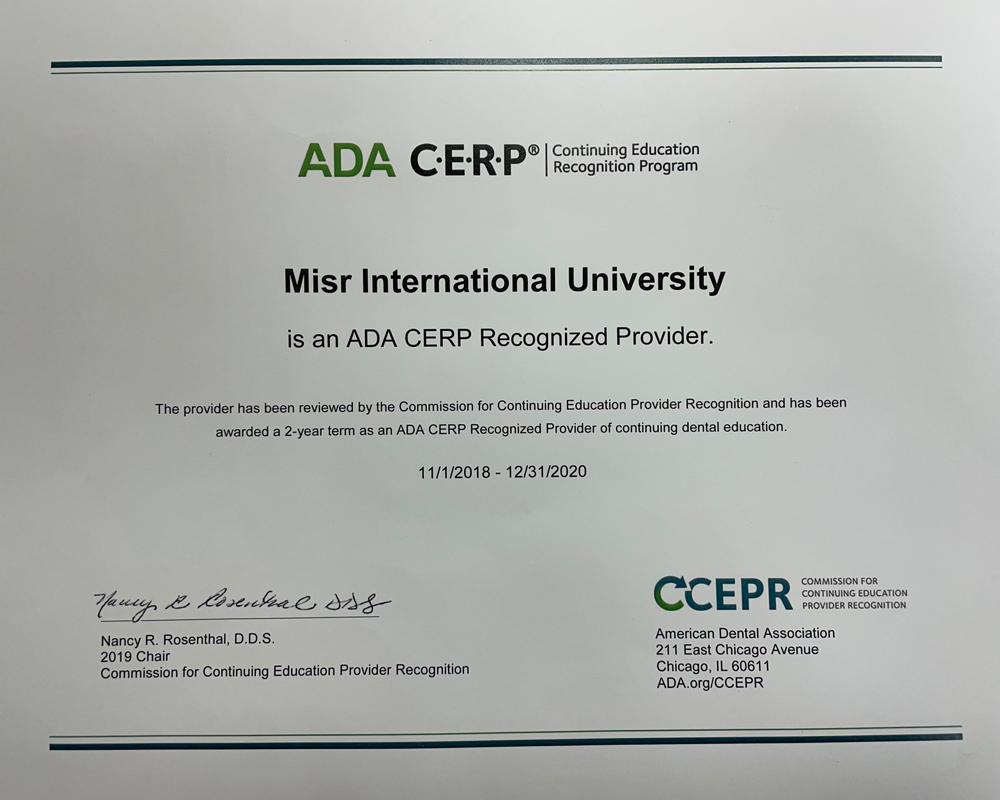 ADA C·E·R·P® Continuing Education
Recognition Program
Misr International University
is an ADA CERP Recognized Provider.
The provider has been reviewed by the Commission for Continuing Education Provider Recognition and has been
awarded a 2-year term as an ADA CERP Recognized Provider of continuing dental education.
11/1/2018 - 12/31/2020
Nancy R Rosenthal DDS
Nancy R. Rosenthal, D.D.S.
2019 Chair
Commission for Continuing Education Provider Recognition
CCEPR COMMISSION FOR
CONTINUING EDUCATION
PROVIDER RECOGNITION
American Dental Association
211 East Chicago Avenue
Chicago, IL 60611
ADA.org/CCEPR